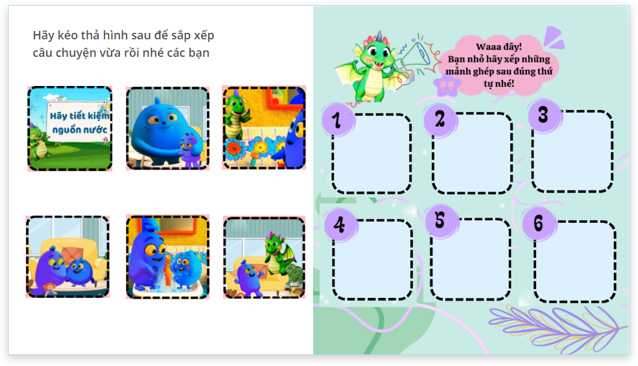 Hãy kéo thả hình sau để sắp xếp
câu chuyện vừa rồi nhé các bạn
Hãy tiết kiệm
nguồn nước
Waaa đây!
Bạn nhỏ hãy xếp những
mảnh ghép sau đúng thứ
tự nhé!
1
2
3
4
5
6